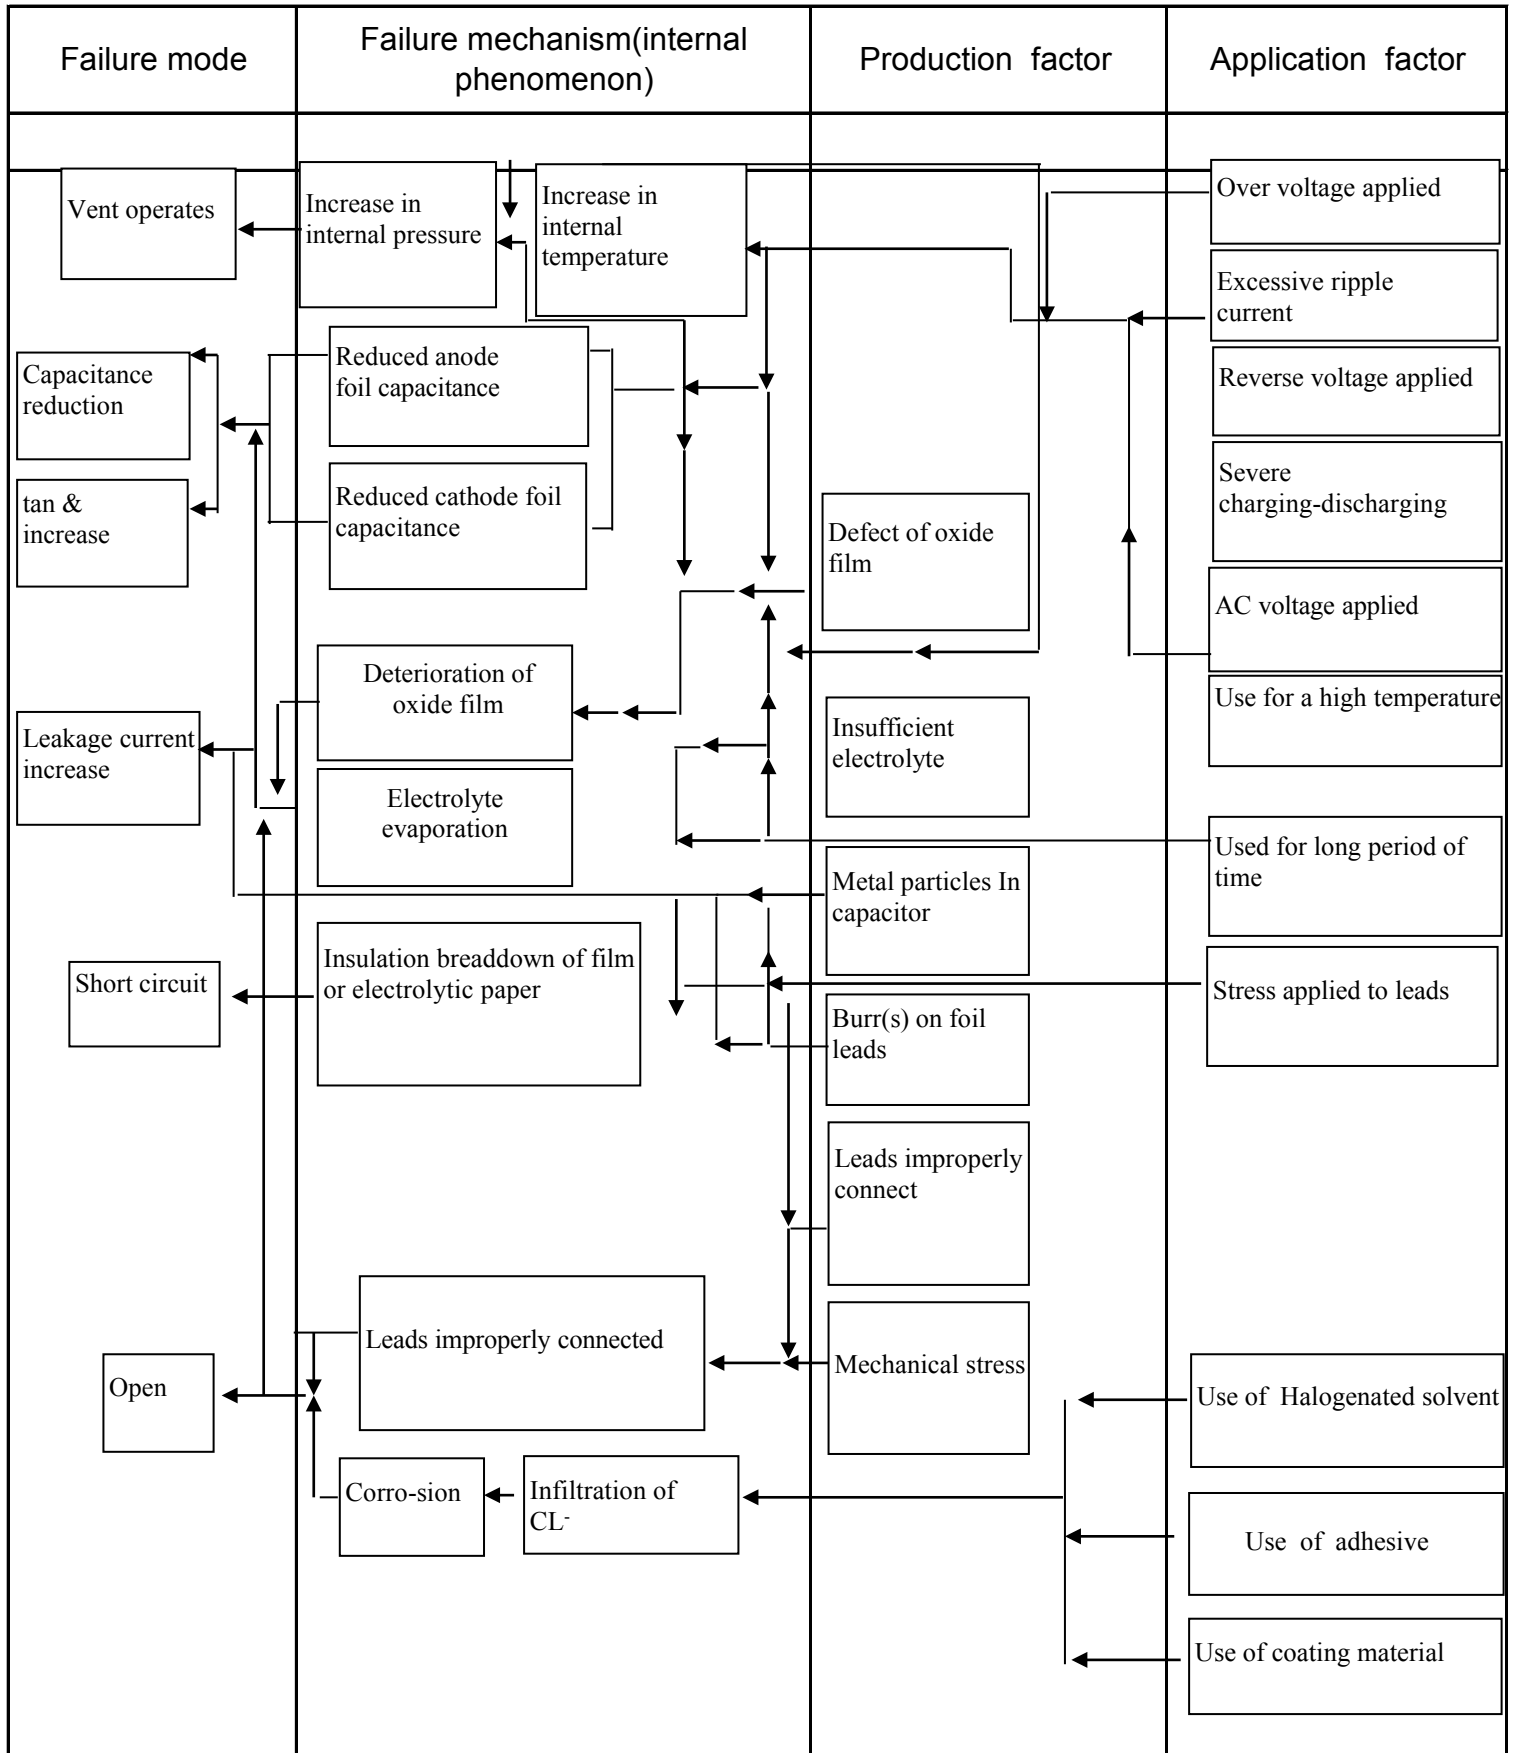 Failure mode
Failure mechanism(internal
phenomenon)
Production factor
Application factor
Vent operates
Increase in
internal pressure
Increase in
internal
temperature
Over voltage applied
Excessive ripple
current
Capacitance
reduction
Reduced anode
foil capacitance
Reverse voltage applied
tan &
increase
Reduced cathode foil
capacitance
Defect of oxide
film
Severe
charging-discharging
AC voltage applied
Deterioration of
oxide film
Use for a high temperature
Leakage current
increase
Insufficient
electrolyte
Electrolyte
evaporation
Used for long period of
time
Metal particles In
capacitor
Short circuit
Insulation breaddown of film
or electrolytic paper
Stress applied to leads
Burr(s) on foil
leads
Leads improperly
connect
Leads improperly connected
Mechanical stress
Open
Use of Halogenated solvent
Corro-sion
Infiltration of
CL-
Use of adhesive
Use of coating material